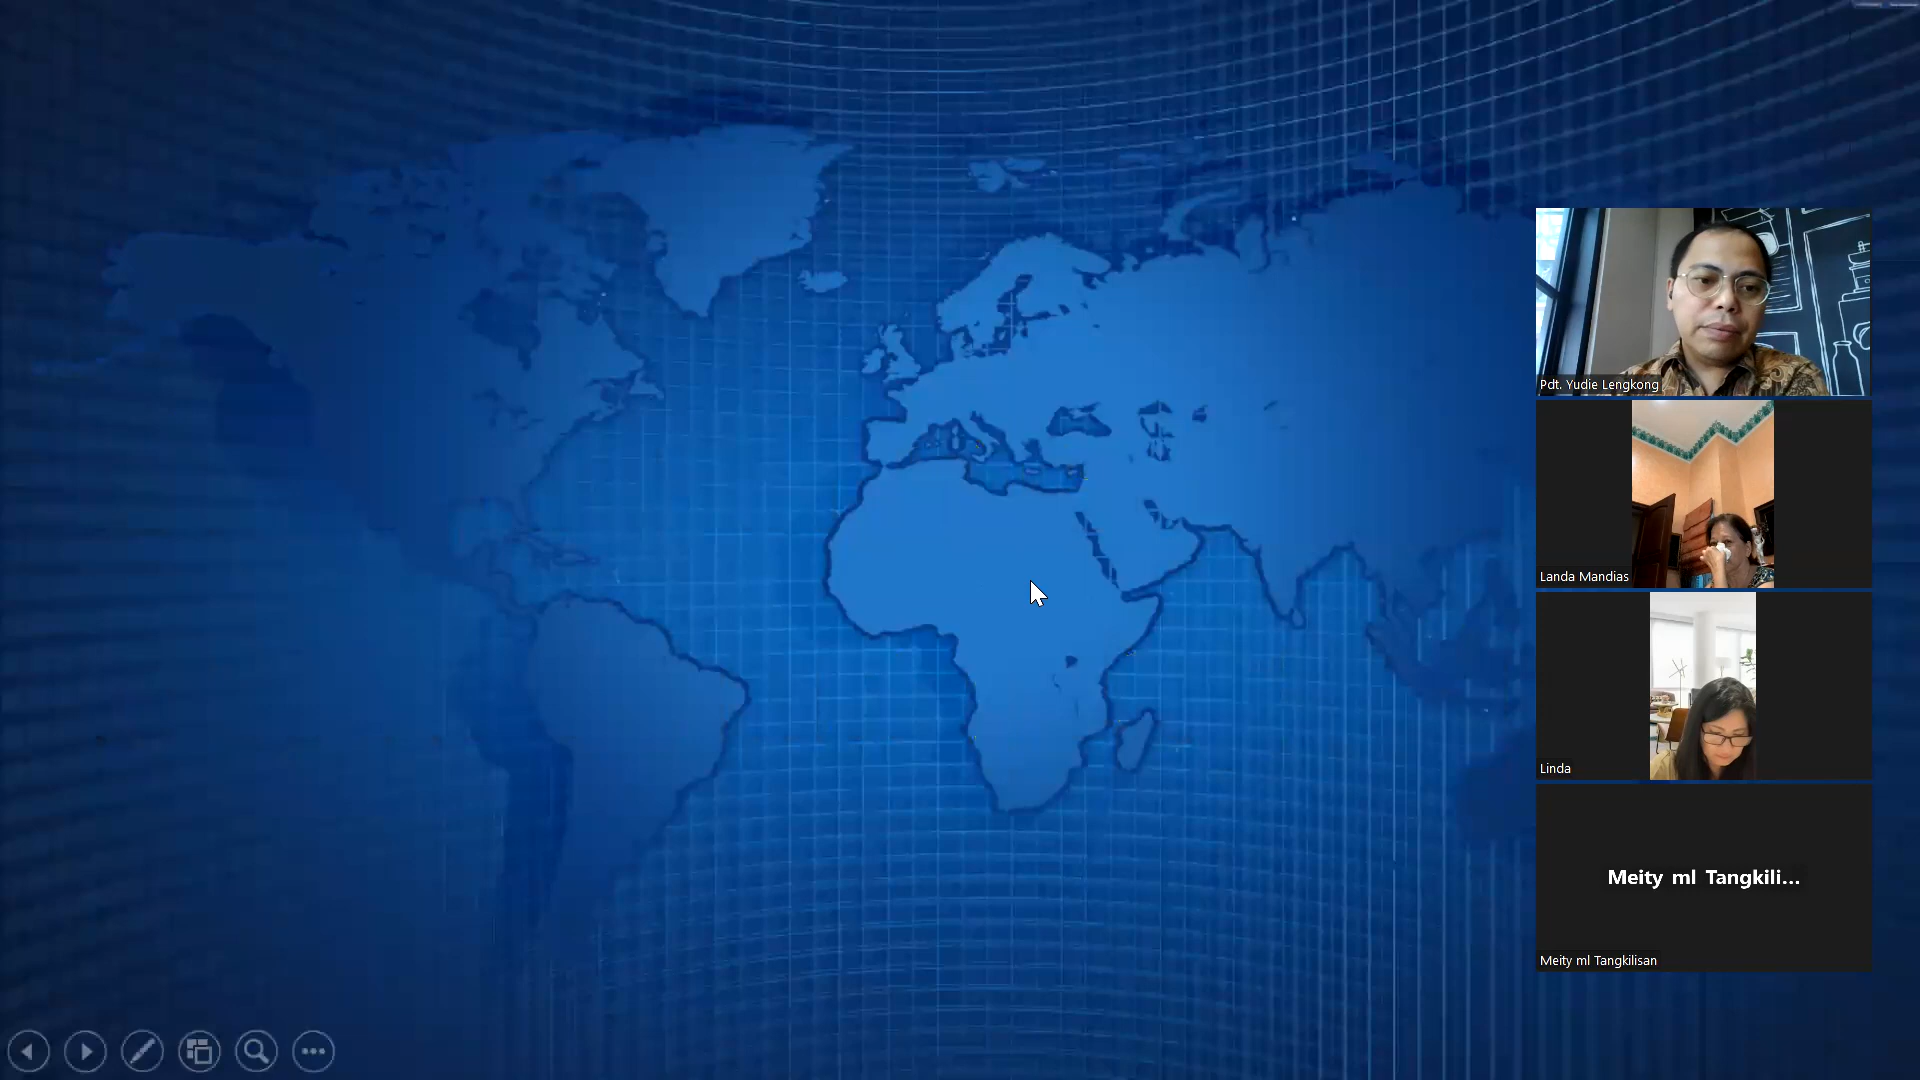 Pdt. Yudie Lengkong
Landa Mandias
Linda
Meity ml Tangkili...
Meity ml Tangkilisan